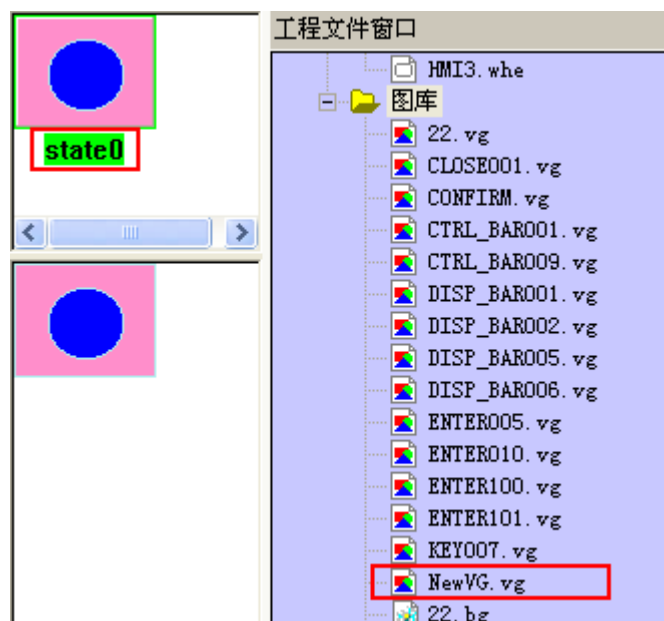 state0
工程文件窗口
HMI3.whe
图库
22.vg
CLOSE001.vg
CONFIRM.vg
CTRL_BAR001.vg
CTRL_BAR009.vg
DISP_BAR001.vg
DISP_BAR002.vg
DISP_BAR005.vg
DISP_BAR006.vg
ENTER005.vg
ENTER010.vg
ENTER100.vg
ENTER101.vg
KEY007.vg
NewVG.vg
22.bg